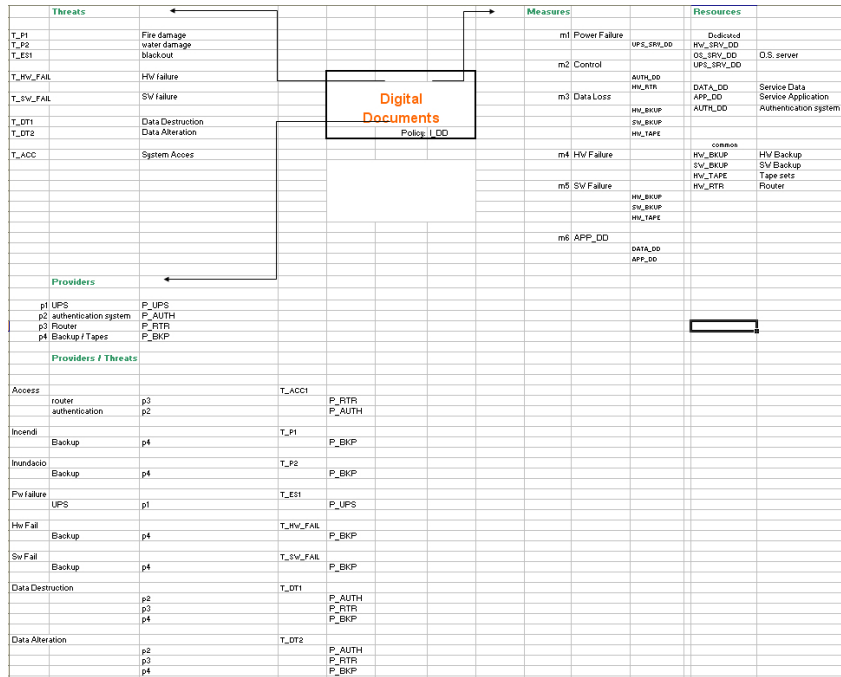 Threats Measures Resources
T_P1 Fire damage m1 Power Failure Dedicated
T_P2 water damage UPS_SRV_DD HW_SRV_DD
T_ES1 blackout OS_SRV_DD O.S. server
m2 Control UPS_SRV_DD
T_HW_FAIL HW failure AUTH_DD
HW_RTR DATA_DD Service Data
T_SW_FAIL SW failure Digital m3 Data Loss APP_DD Service Application
HW_BKUP AUTH_DD Authentication system
T_DT1 Data Destruction Documents SW_BKUP
T_DT2 Data Alteration Policy: I_DD HW_TAPE
common
T_ACC System Acces m4 HW Failure HW_BKUP HW Backup
SW_BKUP SW Backup
HW_TAPE Tape sets
m5 SW Failure HW_RTR Router
HW_BKUP
SW_BKUP
HW_TAPE
m6 APP_DD
DATA_DD
APP_DD
Providers
p1 UPS P_UPS
p2 authentication system P_AUTH
p3 Router P_RTR
p4 Backup / Tapes P_BKP
Providers / Threats
Access T_ACC1
router p3 P_RTR
authentication p2 P_AUTH
Incendi T_P1
Backup p4 P_BKP
Inundacio T_P2
Backup p4 P_BKP
Pw failure T_ES1
UPS p1 P_UPS
Hw Fail T_HW_FAIL
Backup p4 P_BKP
Sw Fail T_SW_FAIL
Backup p4 P_BKP
Data Destruction T_DT1
p2 P_AUTH
p3 P_RTR
p4 P_BKP
Data Alteration T_DT2
p2 P_AUTH
p3 P_RTR
p4 P_BKP